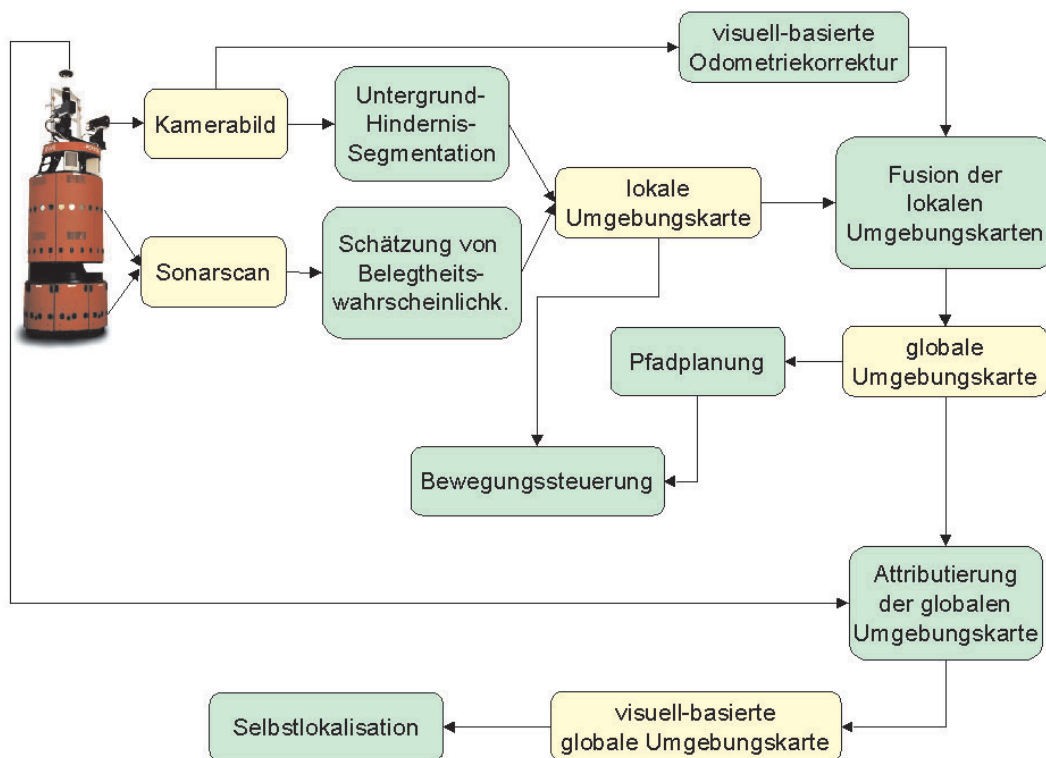 visuell-basierte
Odometriekorrektur
Kamerabild
Untergrund-
Hindernis-
Segmentation
lokale
Umgebungskarte
Fusion der
lokalen
Umgebungskarten
Sonarscan
Schätzung von
Belegtheits-
wahrscheinlichk.
Pfadplanung
globale
Umgebungskarte
Bewegungssteuerung
Attributierung
der globalen
Umgebungskarte
Selbstlokalisation
visuell-basierte
globale Umgebungskarte